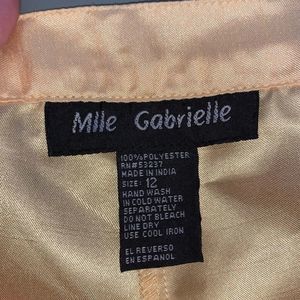 Mlle Gabrielle
100%POLYESTER
RN#53237
MADE IN INDIA
SIZE: 12
HAND WASH
IN COLD WATER
SEPARATELY
DO NOT BLEACH
LINE DRY
USE COOL IRON
EL REVERSO
EN ESPANOL